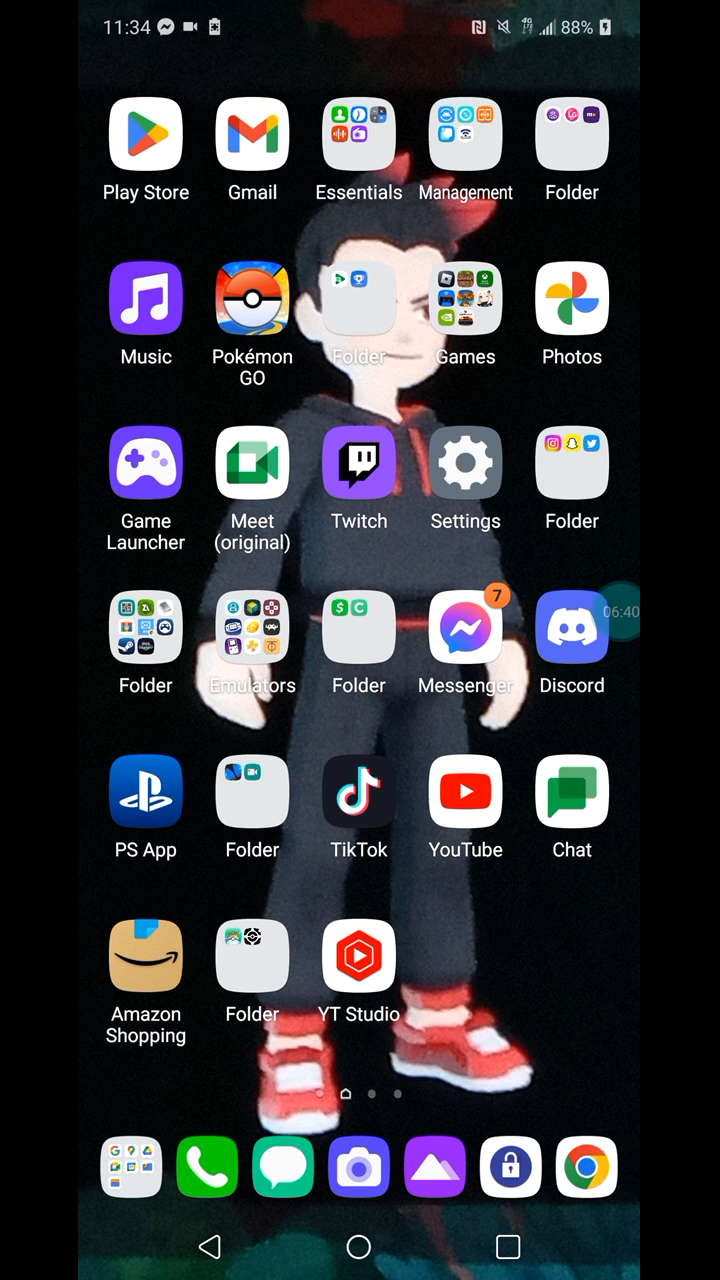 11:34
4G
88%
Play Store
Gmail
Essentials
Management
Folder
Music
Pokémon
GO
Folder
Games
Photos
Game
Launcher
Meet
(original)
Twitch
Settings
Folder
7
06:40
Folder
Emulators
Folder
Messenger
Discord
PS App
Folder
TikTok
YouTube
Chat
Amazon
Shopping
Folder
YT Studio